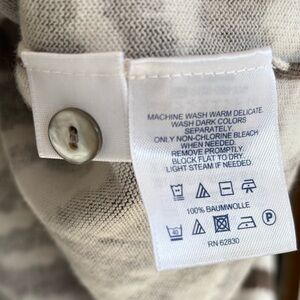 MACHINE WASH WARM DELICATE
WASH DARK COLORS
SEPARATELY.
ONLY NON-CHLORINE BLEACH
WHEN NEEDED.
REMOVE PROMPTLY.
BLOCK FLAT TO DRY.
LIGHT STEAM IF NEEDED.
100% BAUMWOLLE
P
RN 62830